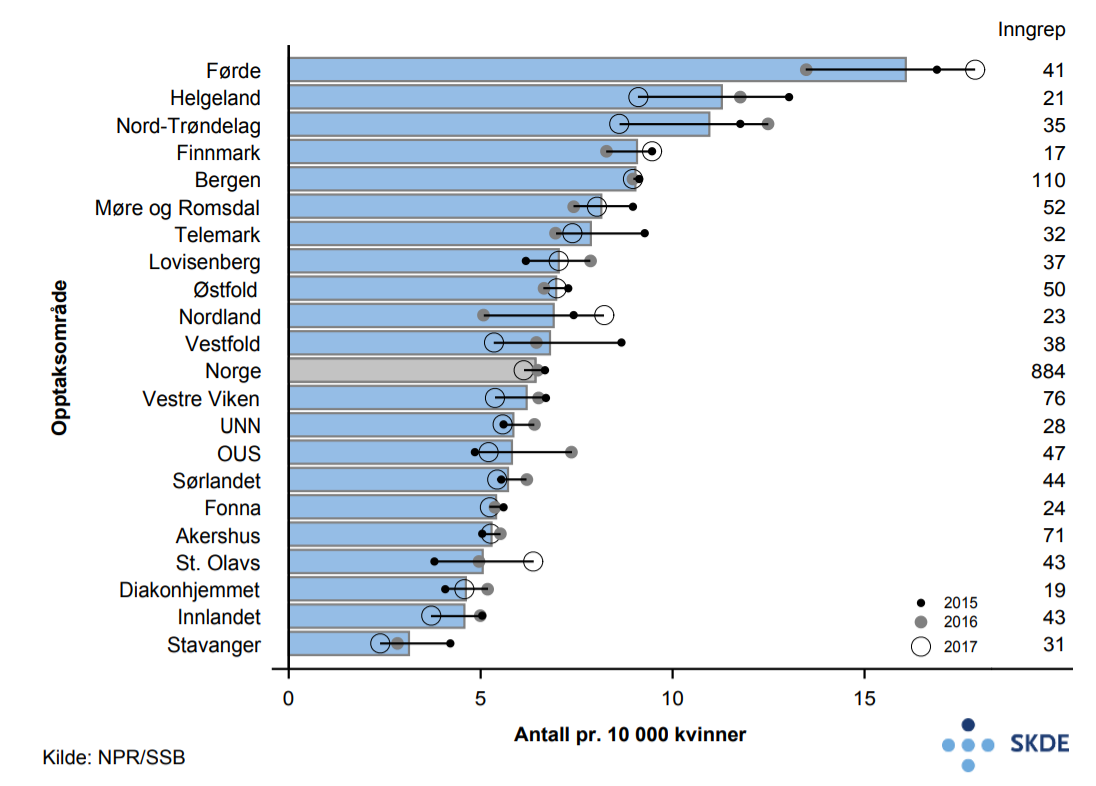 Inngrep
Førde 41
Helgeland 21
Nord-Trøndelag 35
Finnmark 17
Bergen 110
Møre og Romsdal 52
Telemark 32
Lovisenberg 37
Østfold 50
Nordland 23
Vestfold 38
Norge 884
Vestre Viken 76
UNN 28
OUS 47
Sørlandet 44
Fonna 24
Akershus 71
St. Olavs 43
Diakonhjemmet 19
Innlandet 43
Stavanger 31
Opptaksområde
2015
2016
2017
0 5 10 15
Antall pr. 10 000 kvinner
Kilde: NPR/SSB
SKDE